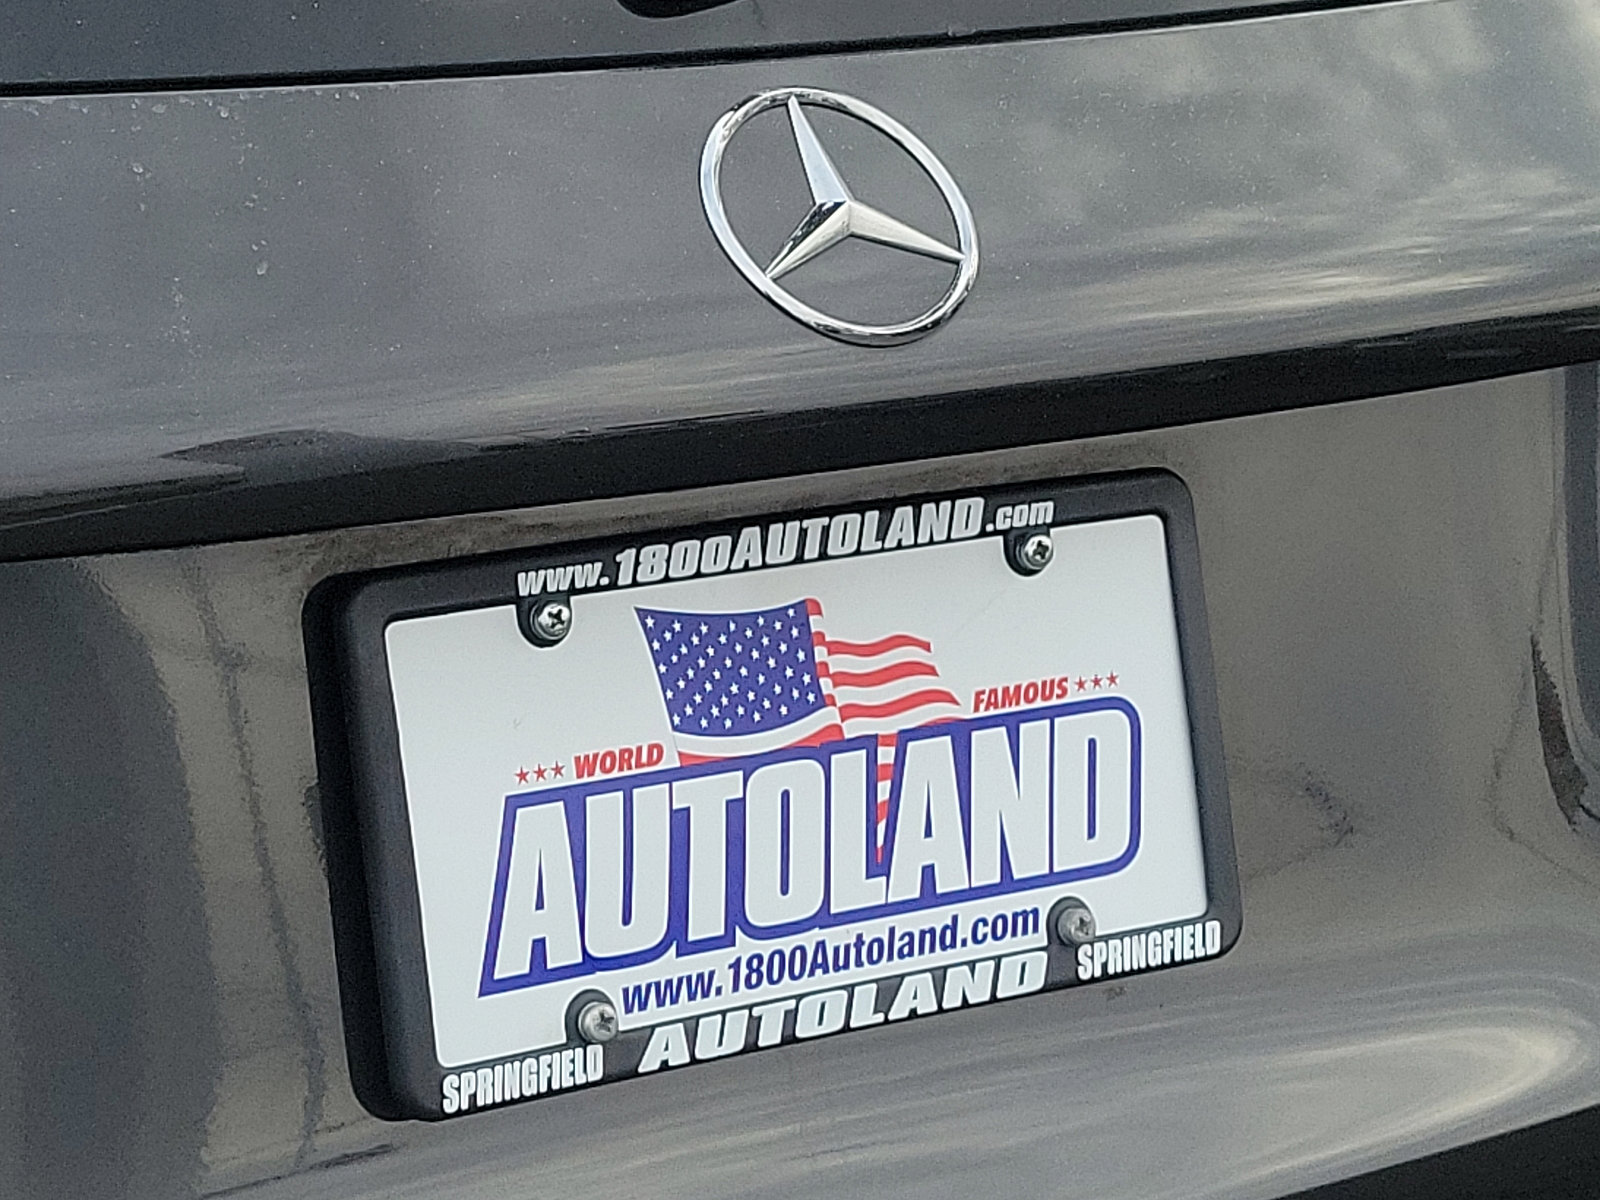 www.1800AUTOLAND.com
WORLD FAMOUS
AUTOLAND
www.1800Autoland.com
SPRINGFIELD AUTOLAND SPRINGFIELD